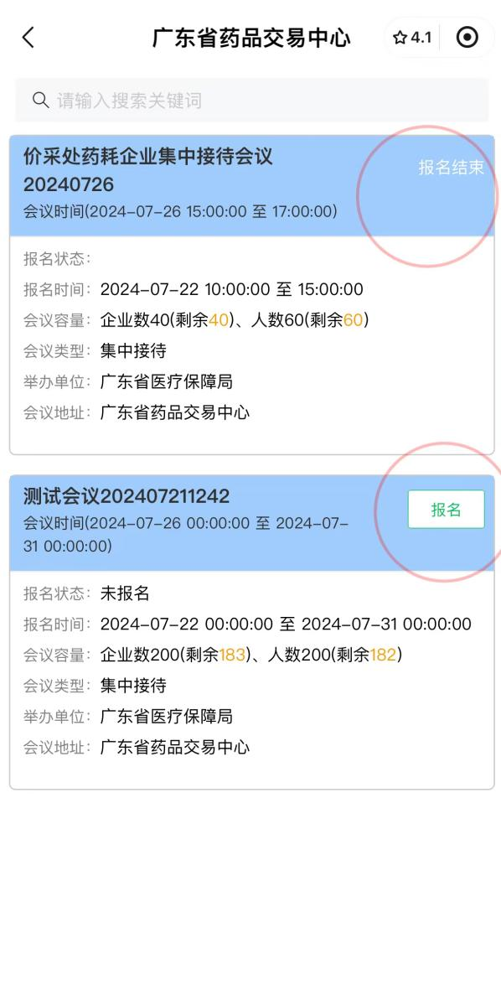 广东省药品交易中心
4.1
请输入搜索关键词
价采处药耗企业集中接待会议
20240726
报名结束
会议时间(2024-07-26 15:00:00 至 17:00:00)
报名状态：
报名时间：2024-07-22 10:00:00 至 15:00:00
会议容量：企业数40(剩余40)、人数60(剩余60)
会议类型：集中接待
举办单位：广东省医疗保障局
会议地址：广东省药品交易中心
测试会议202407211242
报名
会议时间(2024-07-26 00:00:00 至 2024-07-
31 00:00:00)
报名状态：未报名
报名时间：2024-07-22 00:00:00 至 2024-07-31 00:00:00
会议容量：企业数200(剩余183)、人数200(剩余182)
会议类型：集中接待
举办单位：广东省医疗保障局
会议地址：广东省药品交易中心